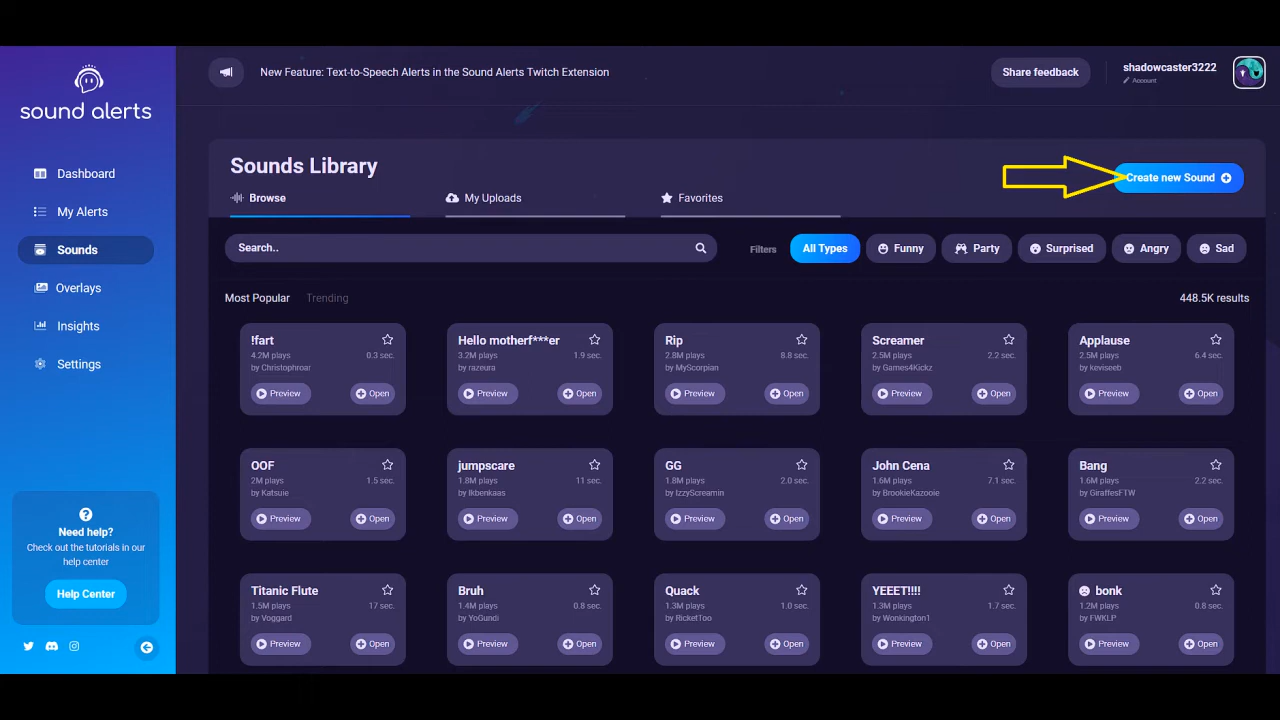 sound alerts
Dashboard
My Alerts
Sounds
Overlays
Insights
Settings
Need help?
Check out the tutorials in our
help center
Help Center
New Feature: Text-to-Speech Alerts in the Sound Alerts Twitch Extension
Share feedback
shadowcaster3222
Account
Sounds Library
Create new Sound
Browse
My Uploads
Favorites
Search..
Filters
All Types
Funny
Party
Surprised
Angry
Sad
Most Popular
Trending
448.5K results
!fart
4.2M plays 0.3 sec.
by Christophroar
Preview Open
Hello motherf***er
3.2M plays 1.9 sec.
by razeura
Preview Open
Rip
2.8M plays 8.8 sec.
by MyScorpian
Preview Open
Screamer
2.5M plays 2.2 sec.
by Games4Kickz
Preview Open
Applause
2.5M plays 6.4 sec.
by keviseeb
Preview Open
OOF
2M plays 1.5 sec.
by Katsuie
Preview Open
jumpscare
1.8M plays 11 sec.
by Ikbenkaas
Preview Open
GG
1.8M plays 2.0 sec.
by IzzyScreamin
Preview Open
John Cena
1.6M plays 7.1 sec.
by BrookieKazooie
Preview Open
Bang
1.6M plays 2.2 sec.
by GiraffesFTW
Preview Open
Titanic Flute
1.5M plays 17 sec.
by Voggard
Preview Open
Bruh
1.4M plays 0.8 sec.
by YoGundi
Preview Open
Quack
1.3M plays 1.0 sec.
by RicketToo
Preview Open
YEEET!!!!
1.3M plays 1.7 sec.
by Wonkington1
Preview Open
bonk
1.2M plays 0.8 sec.
by FWKLP
Preview Open